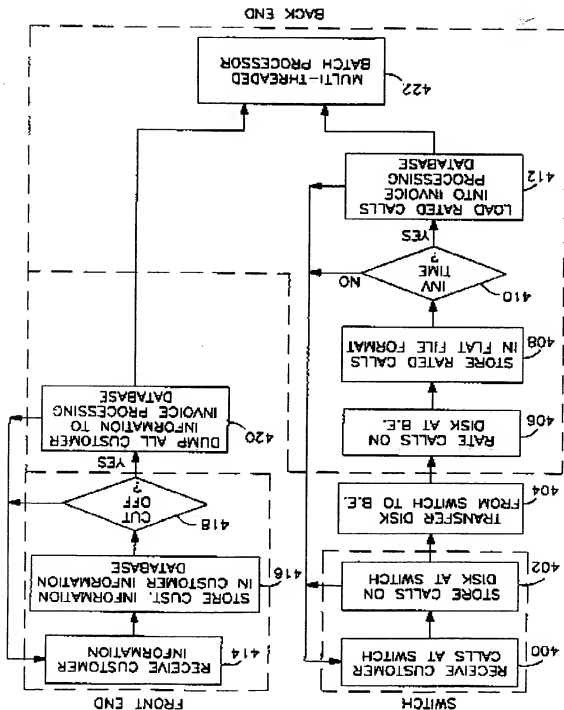 SWITCH
RECEIVE CUSTOMER
CALLS AT SWITCH
400
STORE CALLS ON
DISK AT SWITCH
402
TRANSFER DISK
FROM SWITCH TO B.E.
404
RATE CALLS ON
DISK AT B.E.
406
STORE RATED CALLS
IN FLAT FILE FORMAT
408
INV
TIME
?
410
NO
YES
LOAD RATED CALLS
INTO INVOICE
PROCESSING
DATABASE
412
FRONT END
RECEIVE CUSTOMER
INFORMATION
414
STORE CUST. INFORMATION
IN CUSTOMER INFORMATION
DATABASE
416
CUT
OFF
?
418
YES
DUMP ALL CUSTOMER
INFORMATION TO
INVOICE PROCESSING
DATABASE
420
MULTI-THREADED
BATCH PROCESSOR
422
BACK END